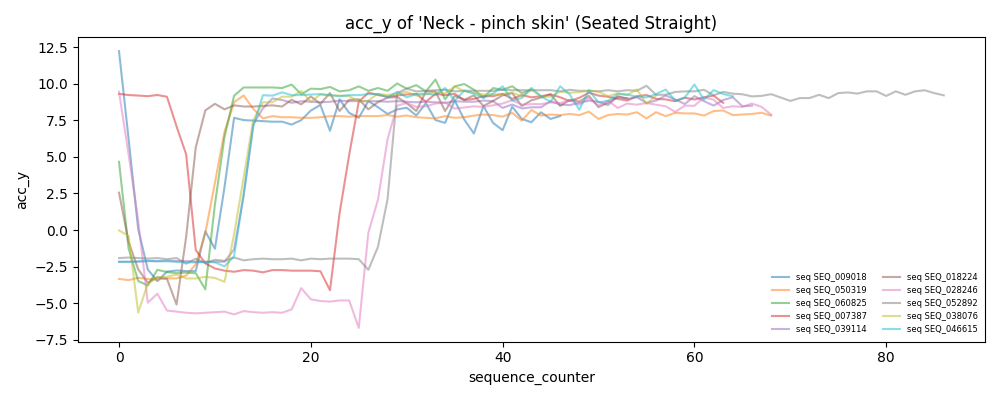 acc_y of 'Neck - pinch skin' (Seated Straight)
12.5
10.0
7.5
5.0
2.5
0.0
−2.5
−5.0
−7.5
acc_y
0 20 40 60 80
sequence_counter
seq SEQ_009018 seq SEQ_018224
seq SEQ_050319 seq SEQ_028246
seq SEQ_060825 seq SEQ_052892
seq SEQ_007387 seq SEQ_038076
seq SEQ_039114 seq SEQ_046615